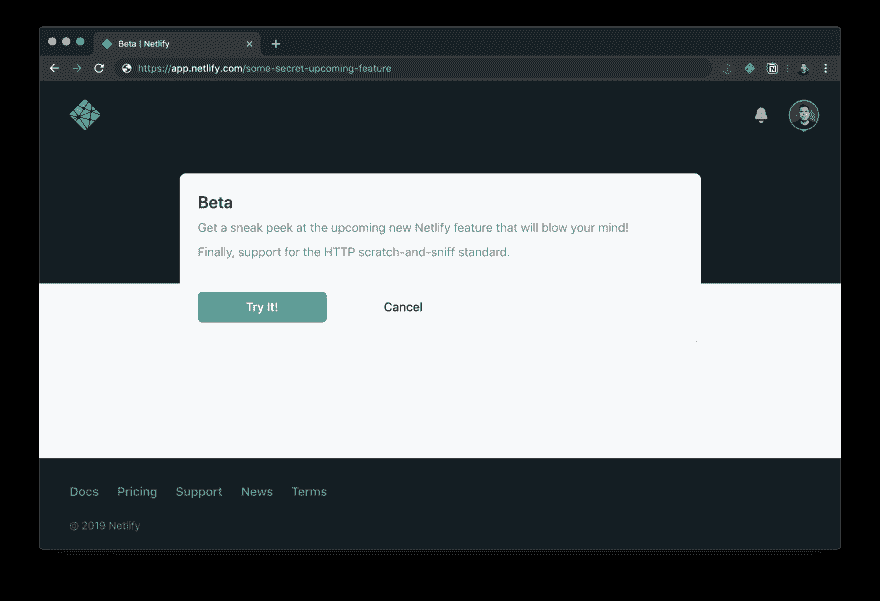 Beta | Netlify
https://app.netlify.com/some-secret-upcoming-feature
Beta
Get a sneak peek at the upcoming new Netlify feature that will blow your mind!
Finally, support for the HTTP scratch-and-sniff standard.
Try It! Cancel
Docs Pricing Support News Terms
© 2019 Netlify